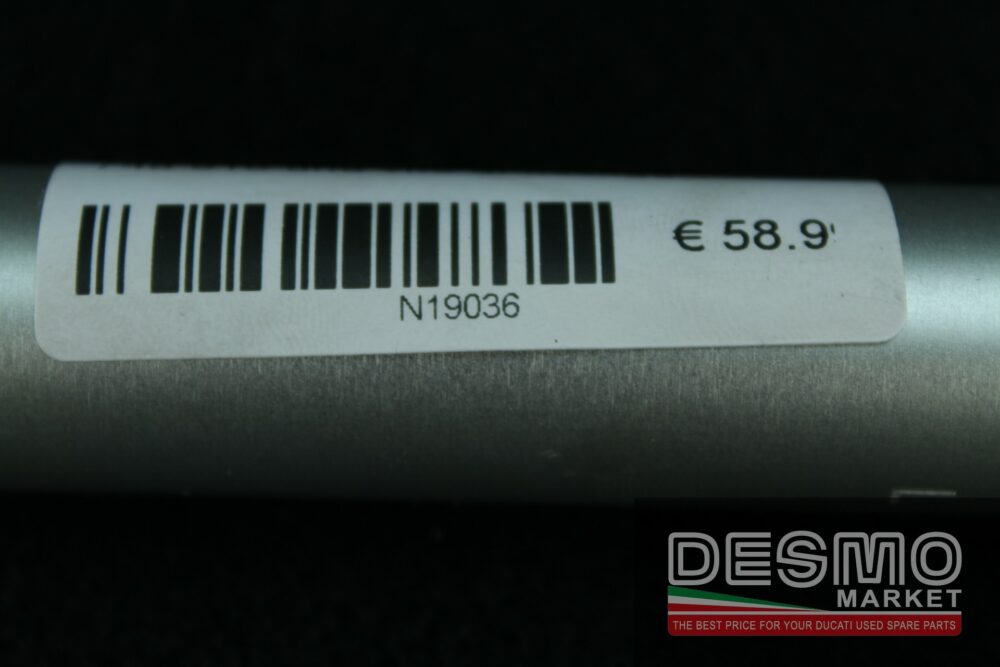 € 58.9
N19036
DESMO
MARKET
THE BEST PRICE FOR YOUR DUCATI USED SPARE PARTS